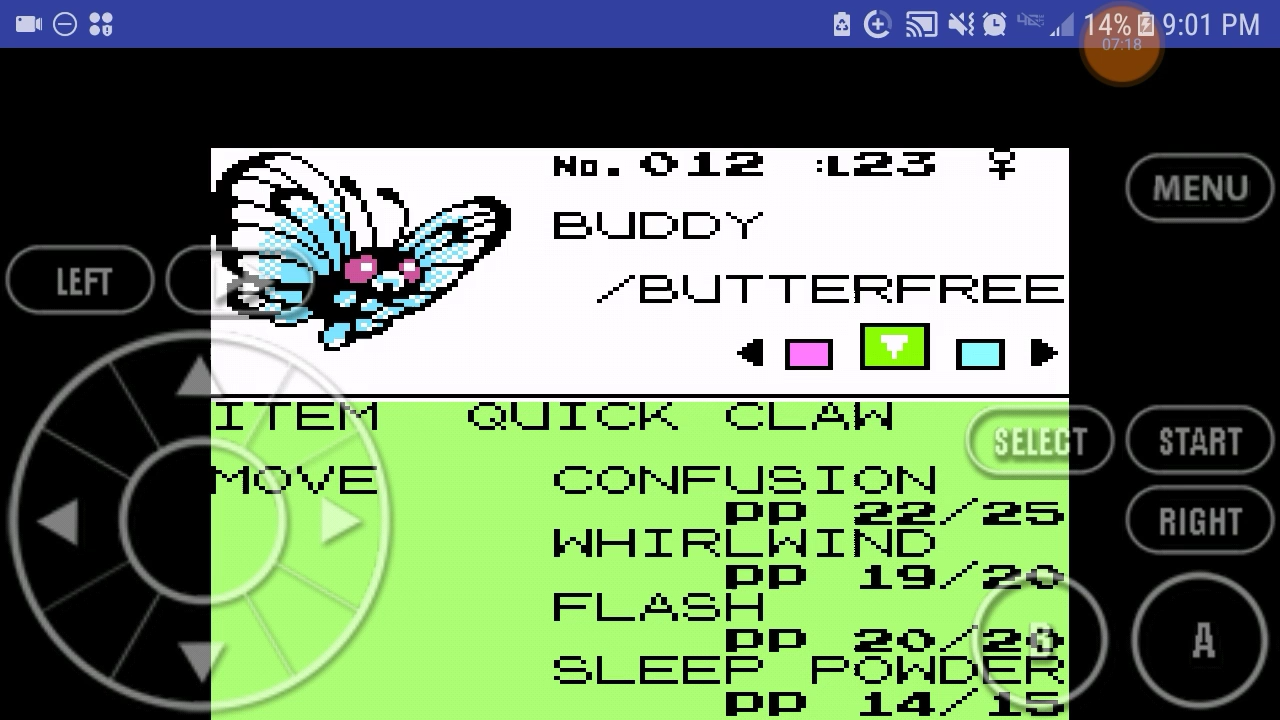 14% 9:01 PM
07:18
MENU
No. 012 :L23 ♀
BUDDY
/BUTTERFREE
LEFT
ITEM QUICK CLAW
SELECT START
MOVE CONFUSION
PP 22/25
RIGHT
WHIRLWIND
PP 19/20
FLASH
PP 20/20
B A
SLEEP POWDER
PP 14/15